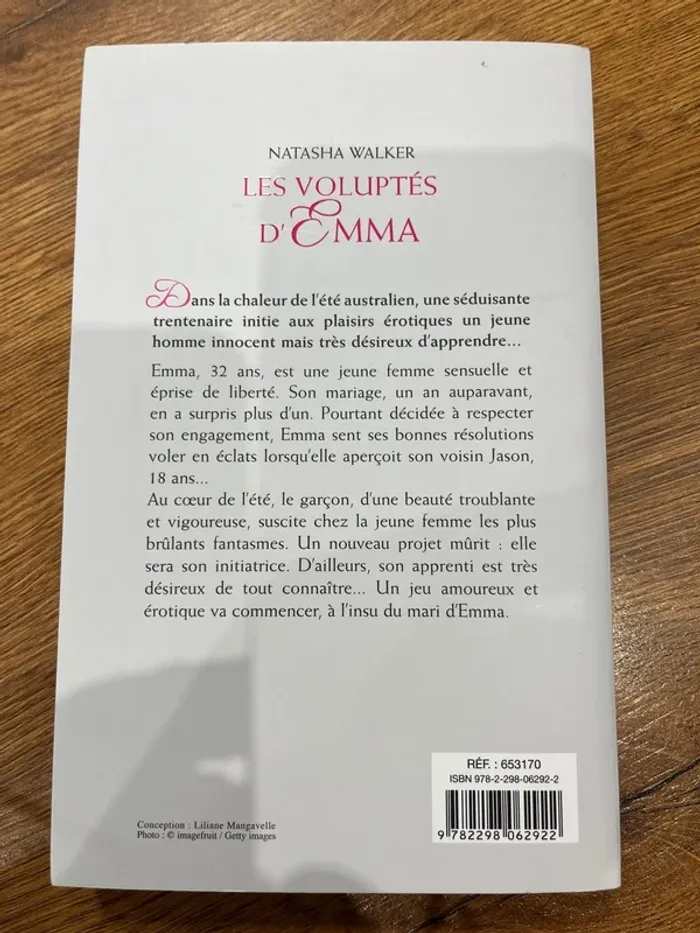 NATASHA WALKER
LES VOLUPTÉS
D'EMMA
Dans la chaleur de l'été australien, une séduisante
trentenaire initie aux plaisirs érotiques un jeune
homme innocent mais très désireux d'apprendre...
Emma, 32 ans, est une jeune femme sensuelle et
éprise de liberté. Son mariage, un an auparavant,
en a surpris plus d'un. Pourtant décidée à respecter
son engagement, Emma sent ses bonnes résolutions
voler en éclats lorsqu'elle aperçoit son voisin Jason,
18 ans...
Au cœur de l'été, le garçon, d'une beauté troublante
et vigoureuse, suscite chez la jeune femme les plus
brûlants fantasmes. Un nouveau projet mûrit : elle
sera son initiatrice. D'ailleurs, son apprenti est très
désireux de tout connaître... Un jeu amoureux et
érotique va commencer, à l'insu du mari d'Emma.
RÉF. : 653170
ISBN 978-2-298-06292-2
9 782298 062922
Conception : Liliane Mangavelle
Photo : © imagefruit / Getty images